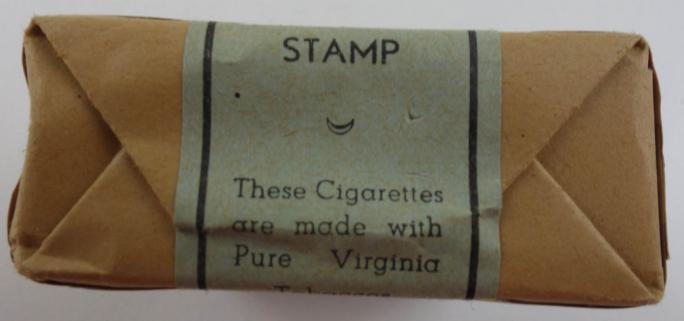 STAMP
These Cigarettes
are made with
Pure Virginia